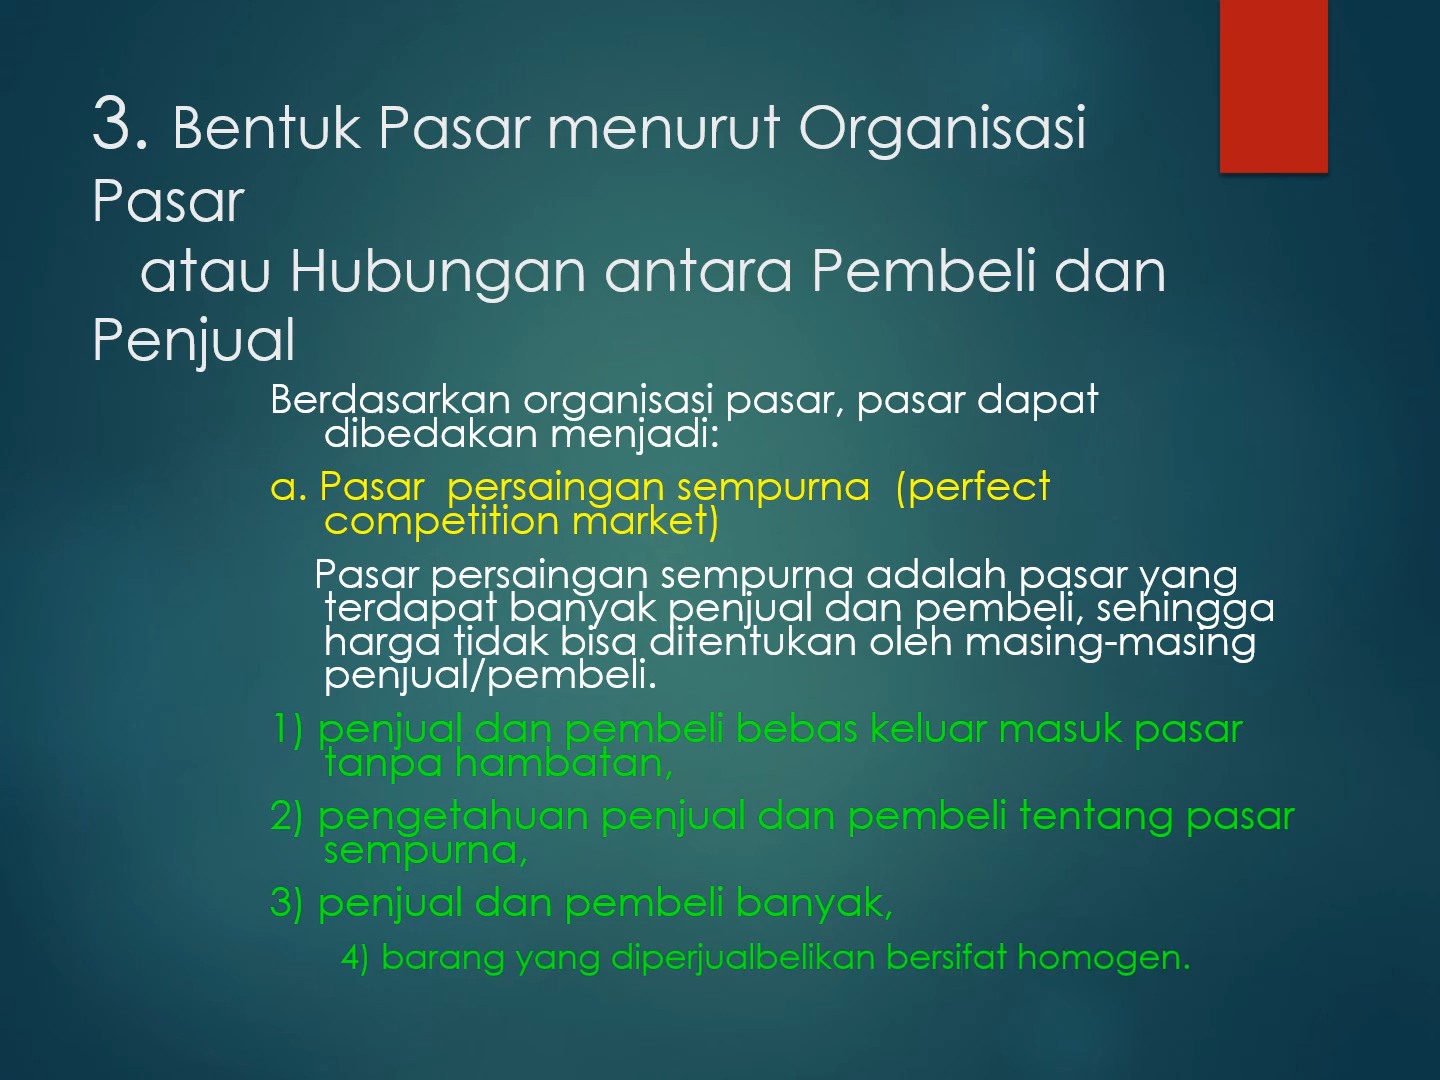 3. Bentuk Pasar menurut Organisasi
Pasar
atau Hubungan antara Pembeli dan
Penjual
Berdasarkan organisasi pasar, pasar dapat
dibedakan menjadi:
a. Pasar persaingan sempurna (perfect
competition market)
Pasar persaingan sempurna adalah pasar yang
terdapat banyak penjual dan pembeli, sehingga
harga tidak bisa ditentukan oleh masing-masing
penjual/pembeli.
1) penjual dan pembeli bebas keluar masuk pasar
tanpa hambatan,
2) pengetahuan penjual dan pembeli tentang pasar
sempurna,
3) penjual dan pembeli banyak,
4) barang yang diperjualbelikan bersifat homogen.